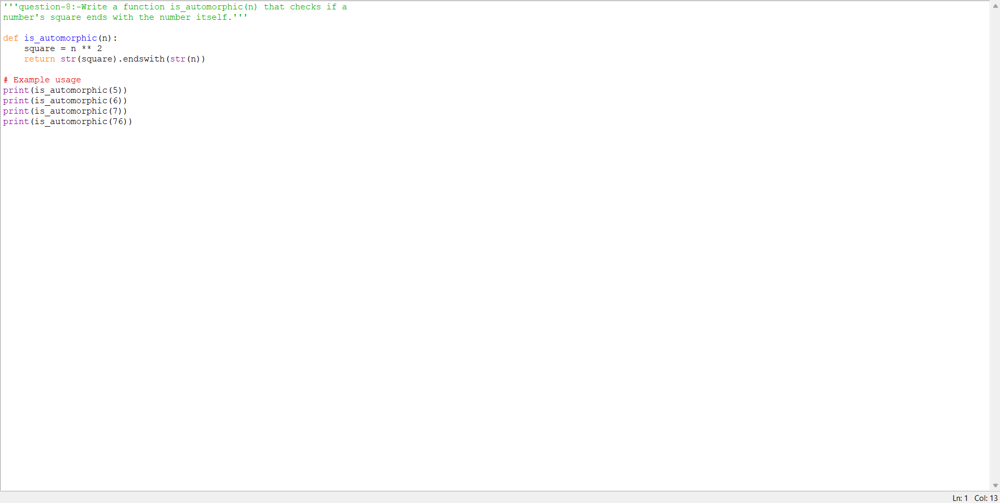 '''question-8:-Write a function is_automorphic(n) that checks if a
number's square ends with the number itself.'''
def is_automorphic(n):
    square = n ** 2
    return str(square).endswith(str(n))
# Example usage
print(is_automorphic(5))
print(is_automorphic(6))
print(is_automorphic(7))
print(is_automorphic(76))
Ln: 1 Col: 13